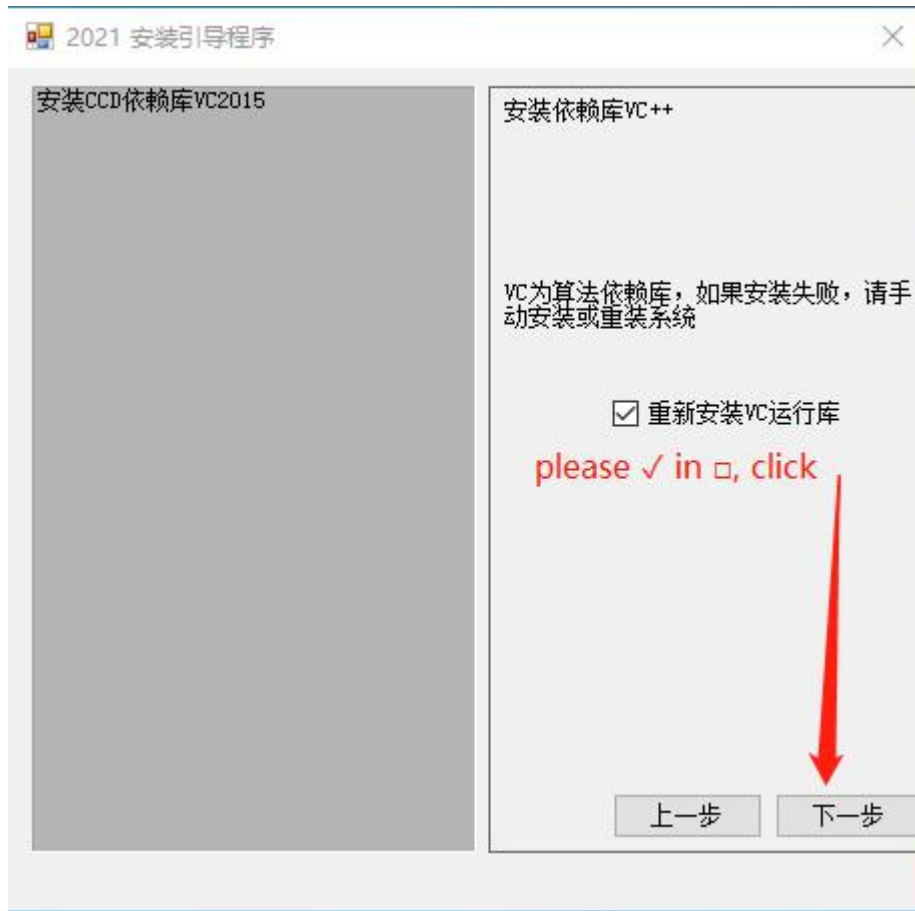 2021 安装引导程序
安装CCD依赖库VC2015
安装依赖库VC++
VC为算法依赖库，如果安装失败，请手
动安装或重装系统
重新安装VC运行库
please ✓ in □, click
上一步
下一步